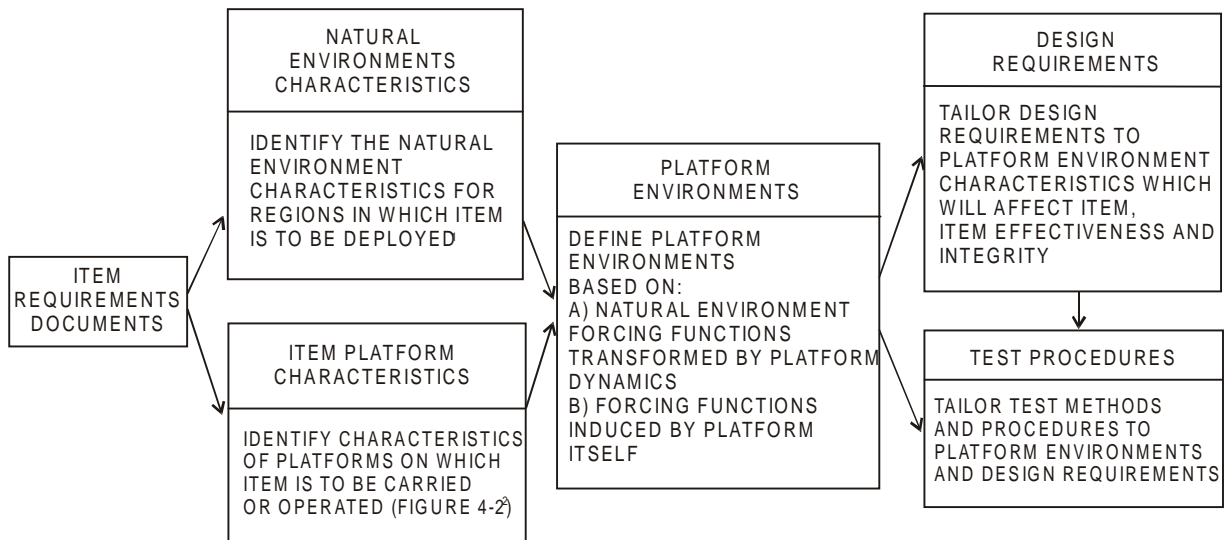 ITEM
REQUIREMENTS
DOCUMENTS
NATURAL
ENVIRONMENTS
CHARACTERISTICS
IDENTIFY THE NATURAL
ENVIRONMENT
CHARACTERISTICS FOR
REGIONS IN WHICH ITEM
IS TO BE DEPLOYED¹
ITEM PLATFORM
CHARACTERISTICS
IDENTIFY CHARACTERISTICS
OF PLATFORMS ON WHICH
ITEM IS TO BE CARRIED
OR OPERATED (FIGURE 4-2²)
PLATFORM
ENVIRONMENTS
DEFINE PLATFORM
ENVIRONMENTS
BASED ON:
A) NATURAL ENVIRONMENT
FORCING FUNCTIONS
TRANSFORMED BY PLATFORM
DYNAMICS
B) FORCING FUNCTIONS
INDUCED BY PLATFORM
ITSELF
DESIGN
REQUIREMENTS
TAILOR DESIGN
REQUIREMENTS TO
PLATFORM ENVIRONMENT
CHARACTERISTICS WHICH
WILL AFFECT ITEM,
ITEM EFFECTIVENESS AND
INTEGRITY
TEST PROCEDURES
TAILOR TEST METHODS
AND PROCEDURES TO
PLATFORM ENVIRONMENTS
AND DESIGN REQUIREMENTS